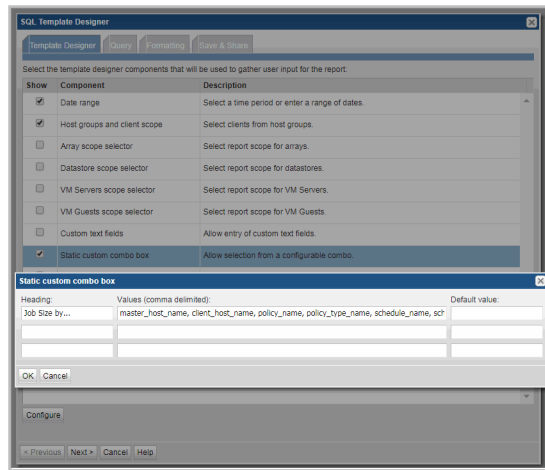 SQL Template Designer
Template Designer Query Formatting Save & Share
Select the template designer components that will be used to gather user input for the report:
Show Component Description
Date range Select a time period or enter a range of dates.
Host groups and client scope Select clients from host groups.
Array scope selector Select report scope for arrays.
Datastore scope selector Select report scope for datastores.
VM Servers scope selector Select report scope for VM Servers.
VM Guests scope selector Select report scope for VM Guests.
Custom text fields Allow entry of custom text fields.
Static custom combo box Allow selection from a configurable combo.
Static custom combo box
Heading: Values (comma delimited): Default value:
Job Size by... master_host_name, client_host_name, policy_name, policy_type_name, schedule_name, sch
OK Cancel
Configure
< Previous Next > Cancel Help